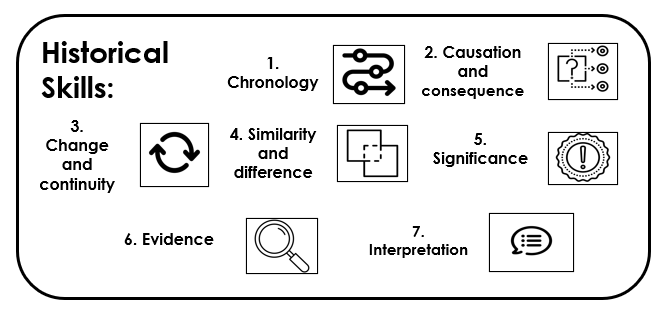 Historical
Skills:
1.
Chronology
2. Causation
and
consequence
3.
Change
and
continuity
4. Similarity
and
difference
5.
Significance
6. Evidence
7.
Interpretation